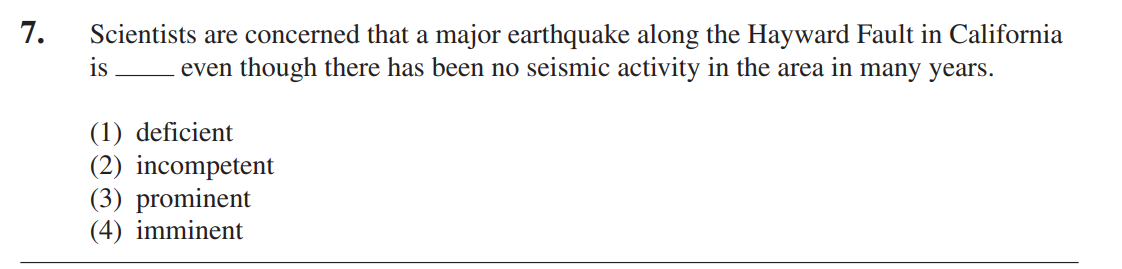 7. Scientists are concerned that a major earthquake along the Hayward Fault in California
is ____ even though there has been no seismic activity in the area in many years.
(1) deficient
(2) incompetent
(3) prominent
(4) imminent